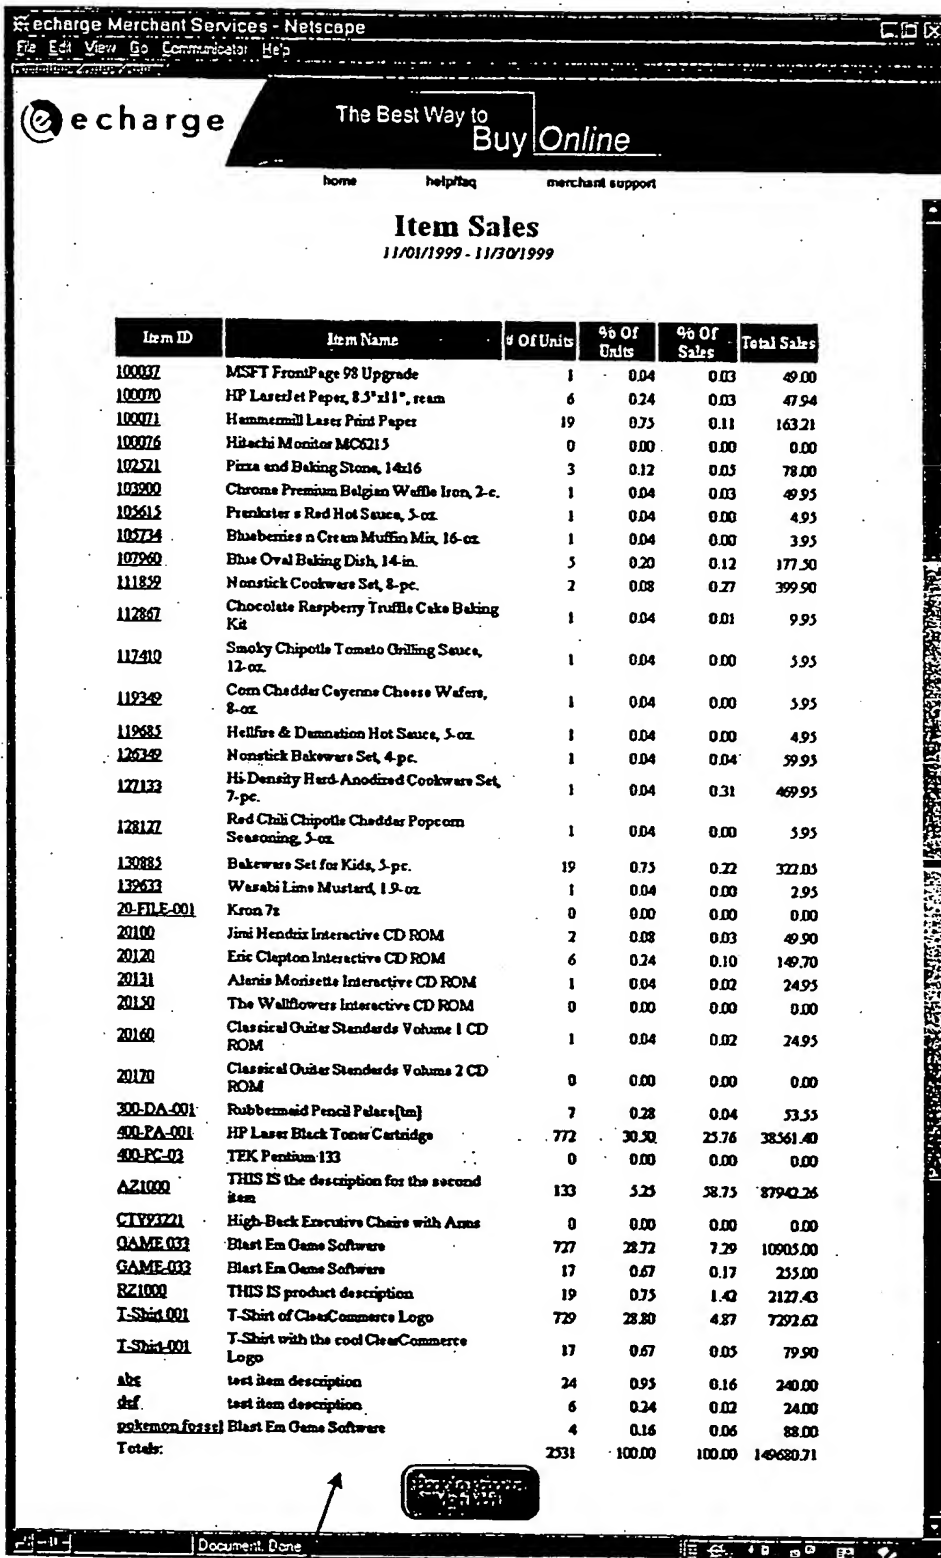 echarge Merchant Services - Netscape
File Edit View Go Communicator Help
echarge
The Best Way to
Buy Online
home help/faq merchant support
Item Sales
11/01/1999 - 11/30/1999
Item ID Item Name # Of Units % Of Units % Of Sales Total Sales
100037 MSFT FrontPage 98 Upgrade 1 0.04 0.03 49.00
100070 HP LaserJet Paper, 8.5"x11", ream 6 0.24 0.03 47.94
100071 Hammermill Laser Print Paper 19 0.75 0.11 163.21
100076 Hitachi Monitor MC6215 0 0.00 0.00 0.00
102521 Pizza and Baking Stone, 14x16 3 0.12 0.05 78.00
103900 Chrome Premium Belgian Waffle Iron, 2-c. 1 0.04 0.03 49.95
105615 Prankster s Red Hot Sauce, 5-oz. 1 0.04 0.00 4.95
105734 Blueberries n Cream Muffin Mix, 16-oz. 1 0.04 0.00 3.95
107960 Blue Oval Baking Dish, 14-in. 5 0.20 0.12 177.50
111859 Nonstick Cookware Set, 8-pc. 2 0.08 0.27 399.90
112867 Chocolate Raspberry Truffle Cake Baking
Kit 1 0.04 0.01 9.95
117410 Smoky Chipotle Tomato Grilling Sauce,
12-oz. 1 0.04 0.00 5.95
119349 Corn Cheddar Cayenne Cheese Wafers,
8-oz. 1 0.04 0.00 5.95
119685 Hellfire & Damnation Hot Sauce, 5-oz. 1 0.04 0.00 4.95
126349 Nonstick Bakeware Set, 4-pc. 1 0.04 0.04 59.95
127133 Hi-Density Hard-Anodized Cookware Set,
7-pc. 1 0.04 0.31 469.95
128127 Red Chili Chipotle Cheddar Popcorn
Seasoning, 5-oz. 1 0.04 0.00 5.95
130885 Bakeware Set for Kids, 5-pc. 19 0.75 0.22 322.05
139633 Wasabi Lime Mustard, 1.9-oz. 1 0.04 0.00 2.95
20-FILE-001 Kron 7z 0 0.00 0.00 0.00
20100 Jimi Hendrix Interactive CD ROM 2 0.08 0.03 49.90
20120 Eric Clapton Interactive CD ROM 6 0.24 0.10 149.70
20131 Alanis Morisette Interactive CD ROM 1 0.04 0.02 24.95
20150 The Wallflowers Interactive CD ROM 0 0.00 0.00 0.00
20160 Classical Guitar Standards Volume 1 CD
ROM 1 0.04 0.02 24.95
20170 Classical Guitar Standards Volume 2 CD
ROM 0 0.00 0.00 0.00
300-DA-001 Rubbermaid Pencil Palace[tm] 7 0.28 0.04 53.55
400-PA-001 HP Laser Black Toner Cartridge 772 30.50 25.76 38561.40
400-PC-03 TEK Pentium 133 0 0.00 0.00 0.00
AZ1000 THIS IS the description for the second
item 133 5.25 58.75 87942.26
CTY93221 High-Back Executive Chairs with Arms 0 0.00 0.00 0.00
GAME 033 Blast Em Game Software 727 28.72 7.29 10905.00
GAME-033 Blast Em Game Software 17 0.67 0.17 255.00
RZ1000 THIS IS product description 19 0.75 1.42 2127.43
T-Shirt 001 T-Shirt of ClearCommerce Logo 729 28.80 4.87 7292.62
T-Shirt-001 T-Shirt with the cool ClearCommerce
Logo 17 0.67 0.05 79.90
abc test item description 24 0.95 0.16 240.00
def test item description 6 0.24 0.02 24.00
pokemon fossel Blast Em Game Software 4 0.16 0.06 88.00
Totals: 2531 100.00 100.00 149680.71
Document: Done